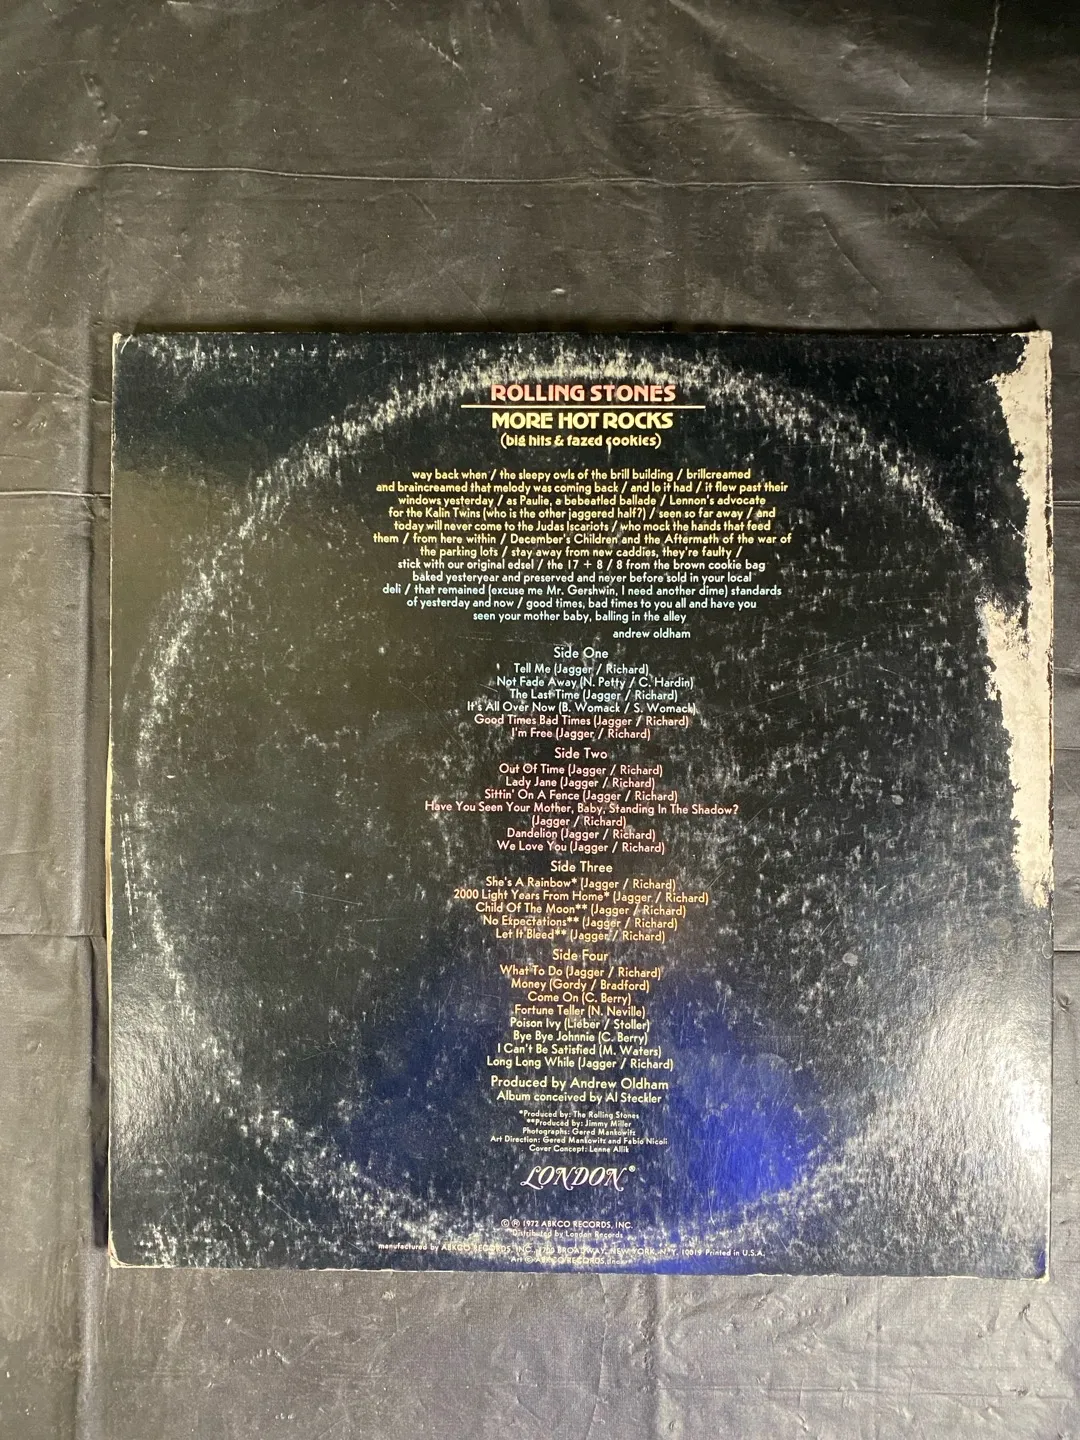 ROLLING STONES
MORE HOT ROCKS
(big hits & fazed cookies)
way back when / the sleepy owls of the brill building / brillcreamed
and braincreamed that melody was coming back / and lo it had / it flew past their
windows yesterday / as Paulie, a bebeatled ballade / Lennon's advocate
for the Kalin Twins (who is the other jaggered half?) / seen so far away / and
today will never come to the Judas Iscariots / who mock the hands that feed
them / from here within / December's Children and the Aftermath of the war of
the parking lots / stay away from new caddies, they're faulty /
stick with our original edsel / the 17 + 8 / 8 from the brown cookie bag
baked yesteryear and preserved and never before sold in your local
deli / that remained (excuse me Mr. Gershwin, I need another dime) standards
of yesterday and now / good times, bad times to you all and have you
seen your mother baby, balling in the alley
andrew oldham
Side One
Tell Me (Jagger / Richard)
Not Fade Away (N. Petty / C. Hardin)
The Last Time (Jagger / Richard)
It's All Over Now (B. Womack / S. Womack)
Good Times Bad Times (Jagger / Richard)
I'm Free (Jagger / Richard)
Side Two
Out Of Time (Jagger / Richard)
Lady Jane (Jagger / Richard)
Sittin' On A Fence (Jagger / Richard)
Have You Seen Your Mother, Baby, Standing In The Shadow?
(Jagger / Richard)
Dandelion (Jagger / Richard)
We Love You (Jagger / Richard)
Side Three
She's A Rainbow* (Jagger / Richard)
2000 Light Years From Home* (Jagger / Richard)
Child Of The Moon** (Jagger / Richard)
No Expectations** (Jagger / Richard)
Let It Bleed** (Jagger / Richard)
Side Four
What To Do (Jagger / Richard)
Money (Gordy / Bradford)
Come On (C. Berry)
Fortune Teller (N. Neville)
Poison Ivy (Lieber / Stoller)
Bye Bye Johnnie (C. Berry)
I Can't Be Satisfied (M. Waters)
Long Long While (Jagger / Richard)
Produced by Andrew Oldham
Album conceived by Al Steckler
*Produced by: The Rolling Stones
**Produced by: Jimmy Miller
Photographs: Gered Mankowitz
Art Direction: Gered Mankowitz and Fabio Nicoli
Cover Concept: Lenne Allik
LONDON®
© ℗ 1972 ABKCO RECORDS, INC.
Distributed by London Records
manufactured by ABKCO RECORDS, INC., 1700 BROADWAY, NEW YORK, N.Y. 10019 Printed in U.S.A.
Art © ABKCO RECORDS, Inc.